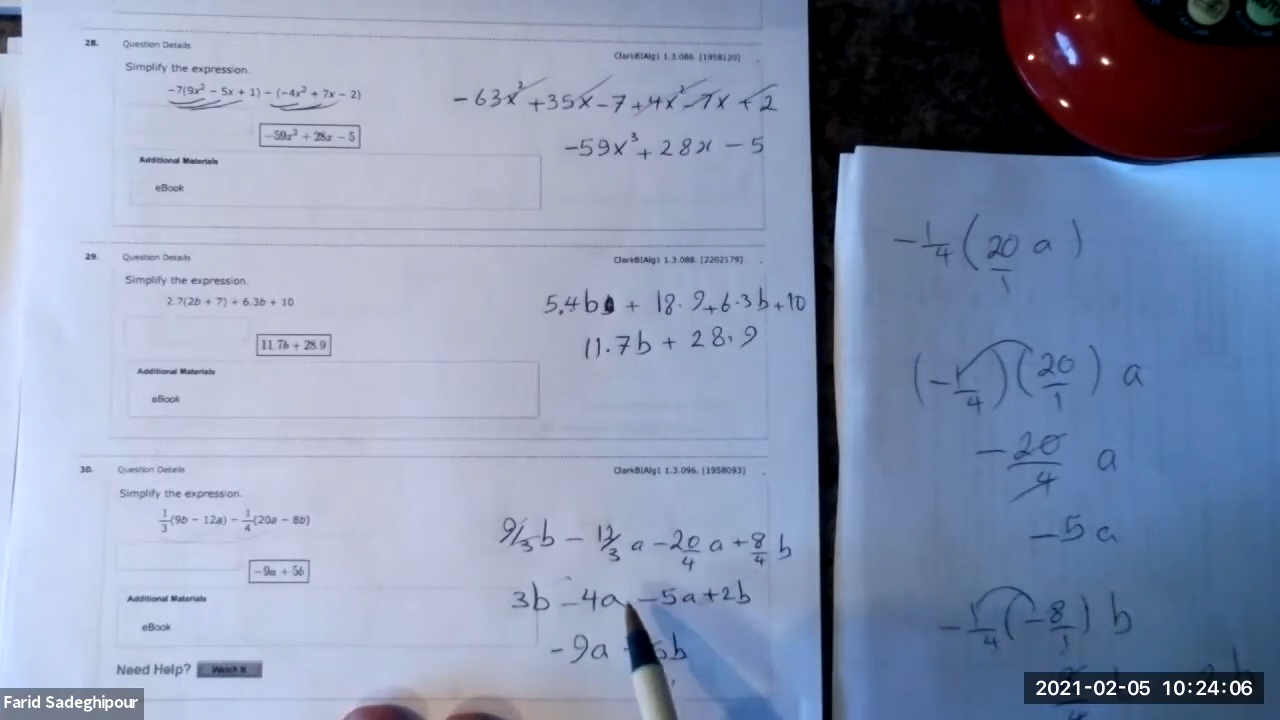 28. Question Details
ClarkBIAlg1 1.3.086. [1958120]
Simplify the expression.
-7(9x² - 5x + 1) - (-4x² + 7x - 2)
-63x² + 35x - 7 + 4x² - 7x + 2
-59x² + 28x - 5
-59x³ + 28x - 5
Additional Materials
eBook
29. Question Details
ClarkBIAlg1 1.3.088. [2202179]
Simplify the expression.
2.7(2b + 7) + 6.3b + 10
5.4b + 18.9 + 6.3b + 10
11.7b + 28.9
11.7b + 28.9
Additional Materials
eBook
30. Question Details
ClarkBIAlg1 1.3.096. [1958093]
Simplify the expression.
1/3(9b - 12a) - 1/4(20a - 8b)
9/3 b - 12/3 a - 20/4 a + 8/4 b
-9a + 5b
3b - 4a - 5a + 2b
-9a
Additional Materials
eBook
Need Help? Watch It
-1/4 (20/1 a)
(-1/4)(20/1) a
-20/4 a
-5a
-1/4 (-8/1) b
Farid Sadeghipour
2021-02-05 10:24:06